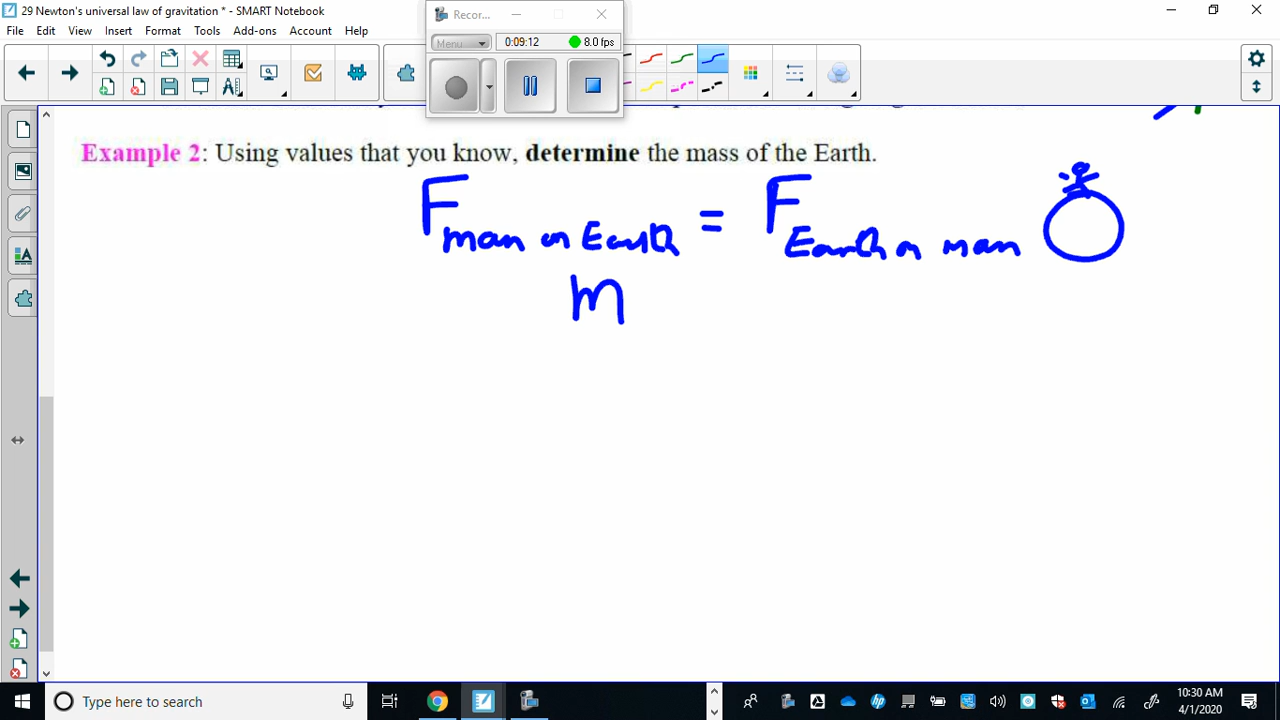 29 Newton's universal law of gravitation * - SMART Notebook
Recor...
File Edit View Insert Format Tools Add-ons Account Help
Menu 0:09:12 8.0 fps
Example 2: Using values that you know, determine the mass of the Earth.
F man on Earth = F Earth on man
m
Type here to search
10:30 AM
4/1/2020